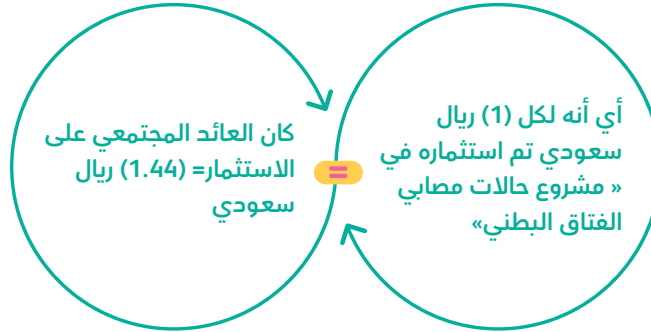 أي أنه لكل (1) ريال
سعودي تم استثماره في
« مشروع حالات مصابي
الفتاق البطني»
=
كان العائد المجتمعي على
الاستثمار= (1.44) ريال
سعودي